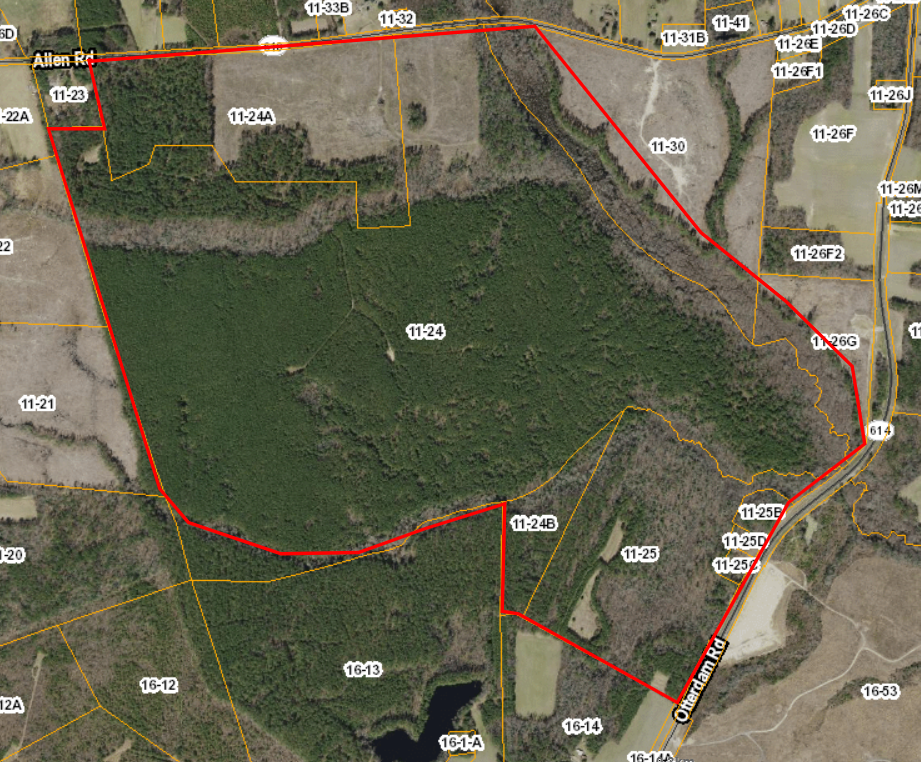 11-33B
11-32
11-26C
11-41
11-26D
6D
11-31B
11-26E
Allen Rd
11-26F1
11-23
11-26J
-22A
11-24A
11-26F
11-30
11-26M
11-26
22
11-26F2
11-24
11-26G
11-21
614
11-25B
11-24B
11-25D
-20
11-25
11-25C
16-13
16-12
Otterdam Rd
16-53
12A
16-14
16-1-A
16-14A